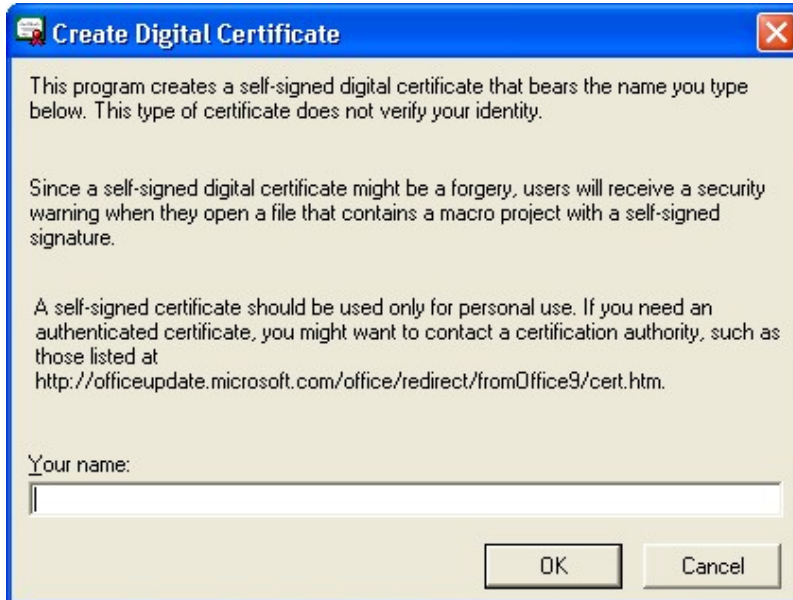 Create Digital Certificate
This program creates a self-signed digital certificate that bears the name you type
below. This type of certificate does not verify your identity.
Since a self-signed digital certificate might be a forgery, users will receive a security
warning when they open a file that contains a macro project with a self-signed
signature.
A self-signed certificate should be used only for personal use. If you need an
authenticated certificate, you might want to contact a certification authority, such as
those listed at
http://officeupdate.microsoft.com/office/redirect/fromOffice9/cert.htm.
Your name:
OK Cancel